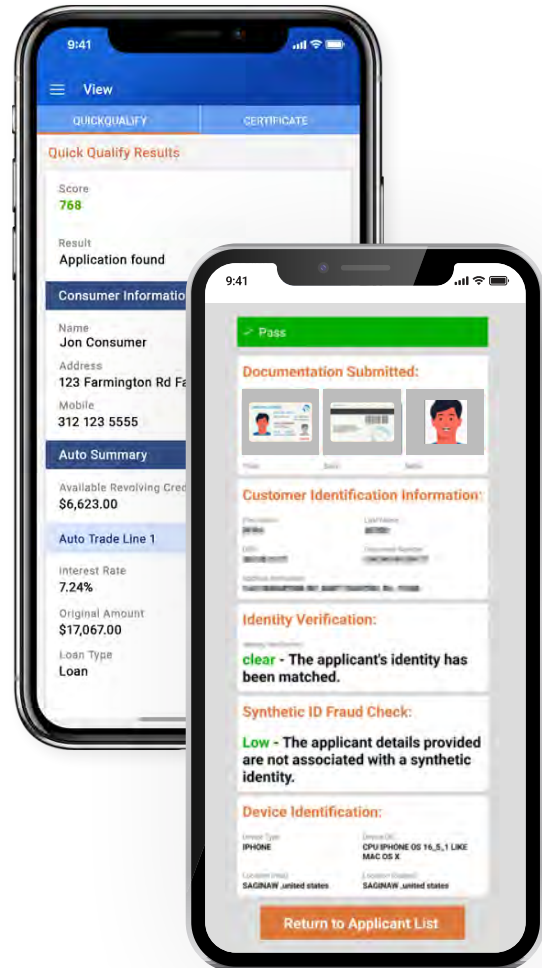 9:41
View
QUICKQUALIFY
CERTIFICATE
Quick Qualify Results
Score
768
Result
Application found
Consumer Informatio
Name
Jon Consumer
Address
123 Farmington Rd Fa
Mobile
312 123 5555
Auto Summary
Available Revolving Cred
$6,623.00
Auto Trade Line 1
Interest Rate
7.24%
Original Amount
$17,067.00
Loan Type
Loan
9:41
Pass
Documentation Submitted:
Customer Identification Information:
Identity Verification:
clear - The applicant's identity has
been matched.
Synthetic ID Fraud Check:
Low - The applicant details provided
are not associated with a synthetic
identity.
Device Identification:
Device Type
IPHONE
Device OS
CPU IPHONE OS 16_5_1 LIKE
MAC OS X
SAGINAW ,united states
SAGINAW ,united states
Return to Applicant List